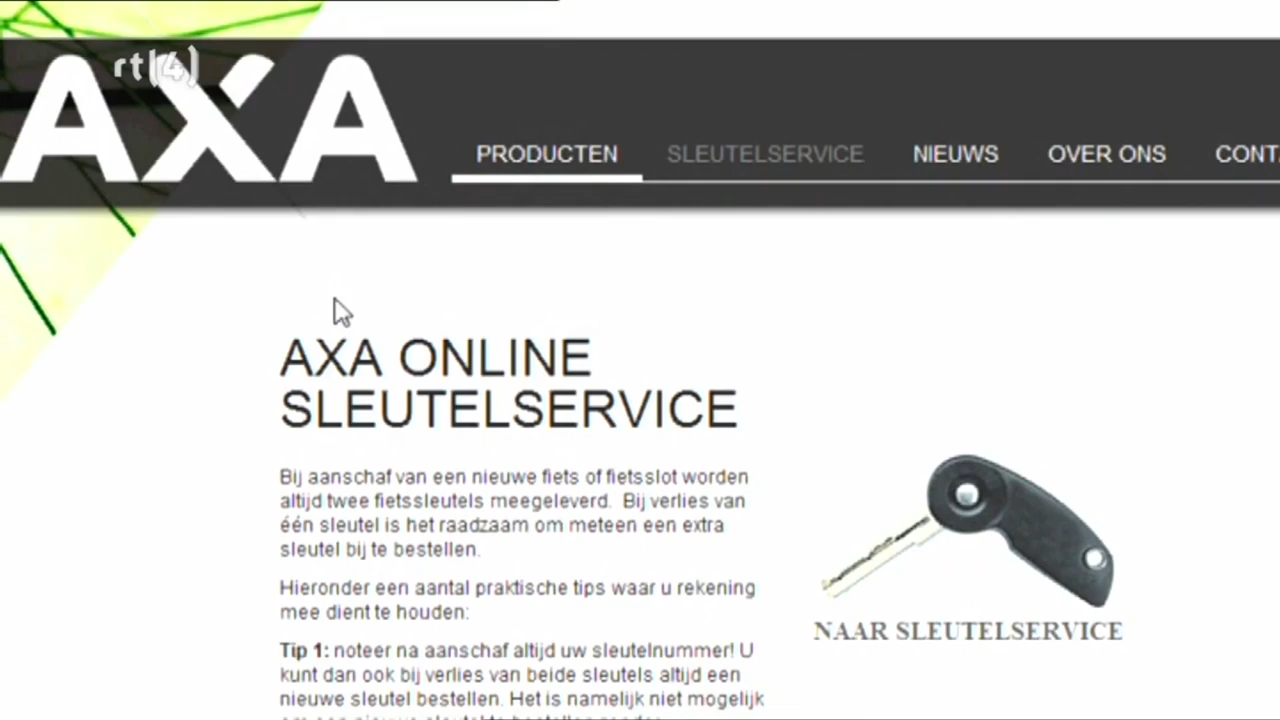 AXA
rtl(4)
PRODUCTEN SLEUTELSERVICE NIEUWS OVER ONS CONT
AXA ONLINE
SLEUTELSERVICE
Bij aanschaf van een nieuwe fiets of fietsslot worden
altijd twee fietssleutels meegeleverd. Bij verlies van
één sleutel is het raadzaam om meteen een extra
sleutel bij te bestellen.
Hieronder een aantal praktische tips waar u rekening
mee dient te houden:
Tip 1: noteer na aanschaf altijd uw sleutelnummer! U
kunt dan ook bij verlies van beide sleutels altijd een
nieuwe sleutel bestellen. Het is namelijk niet mogelijk
NAAR SLEUTELSERVICE